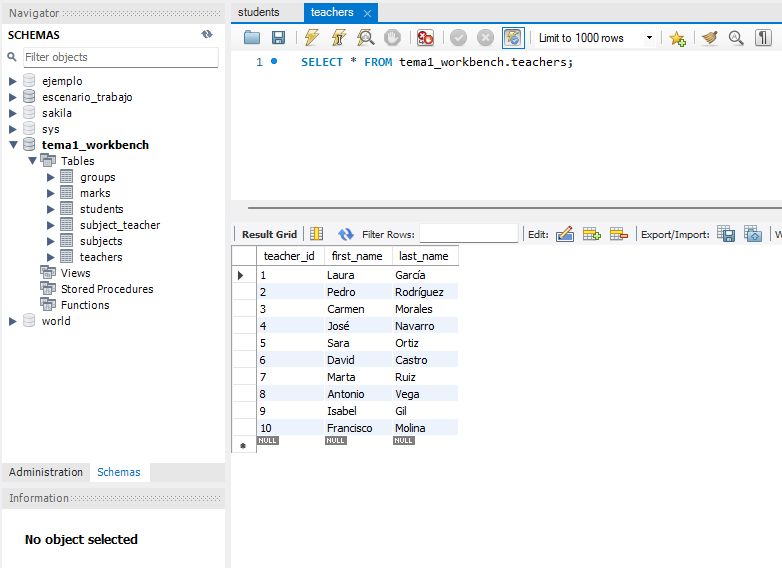 Navigator
SCHEMAS
Filter objects
ejemplo
escenario_trabajo
sakila
sys
tema1_workbench
Tables
groups
marks
students
subject_teacher
subjects
teachers
Views
Stored Procedures
Functions
world
Administration Schemas
Information
No object selected
students teachers
Limit to 1000 rows
1 SELECT * FROM tema1_workbench.teachers;
Result Grid Filter Rows: Edit: Export/Import: W
teacher_id first_name last_name
1 Laura García
2 Pedro Rodríguez
3 Carmen Morales
4 José Navarro
5 Sara Ortiz
6 David Castro
7 Marta Ruiz
8 Antonio Vega
9 Isabel Gil
10 Francisco Molina
NULL NULL NULL